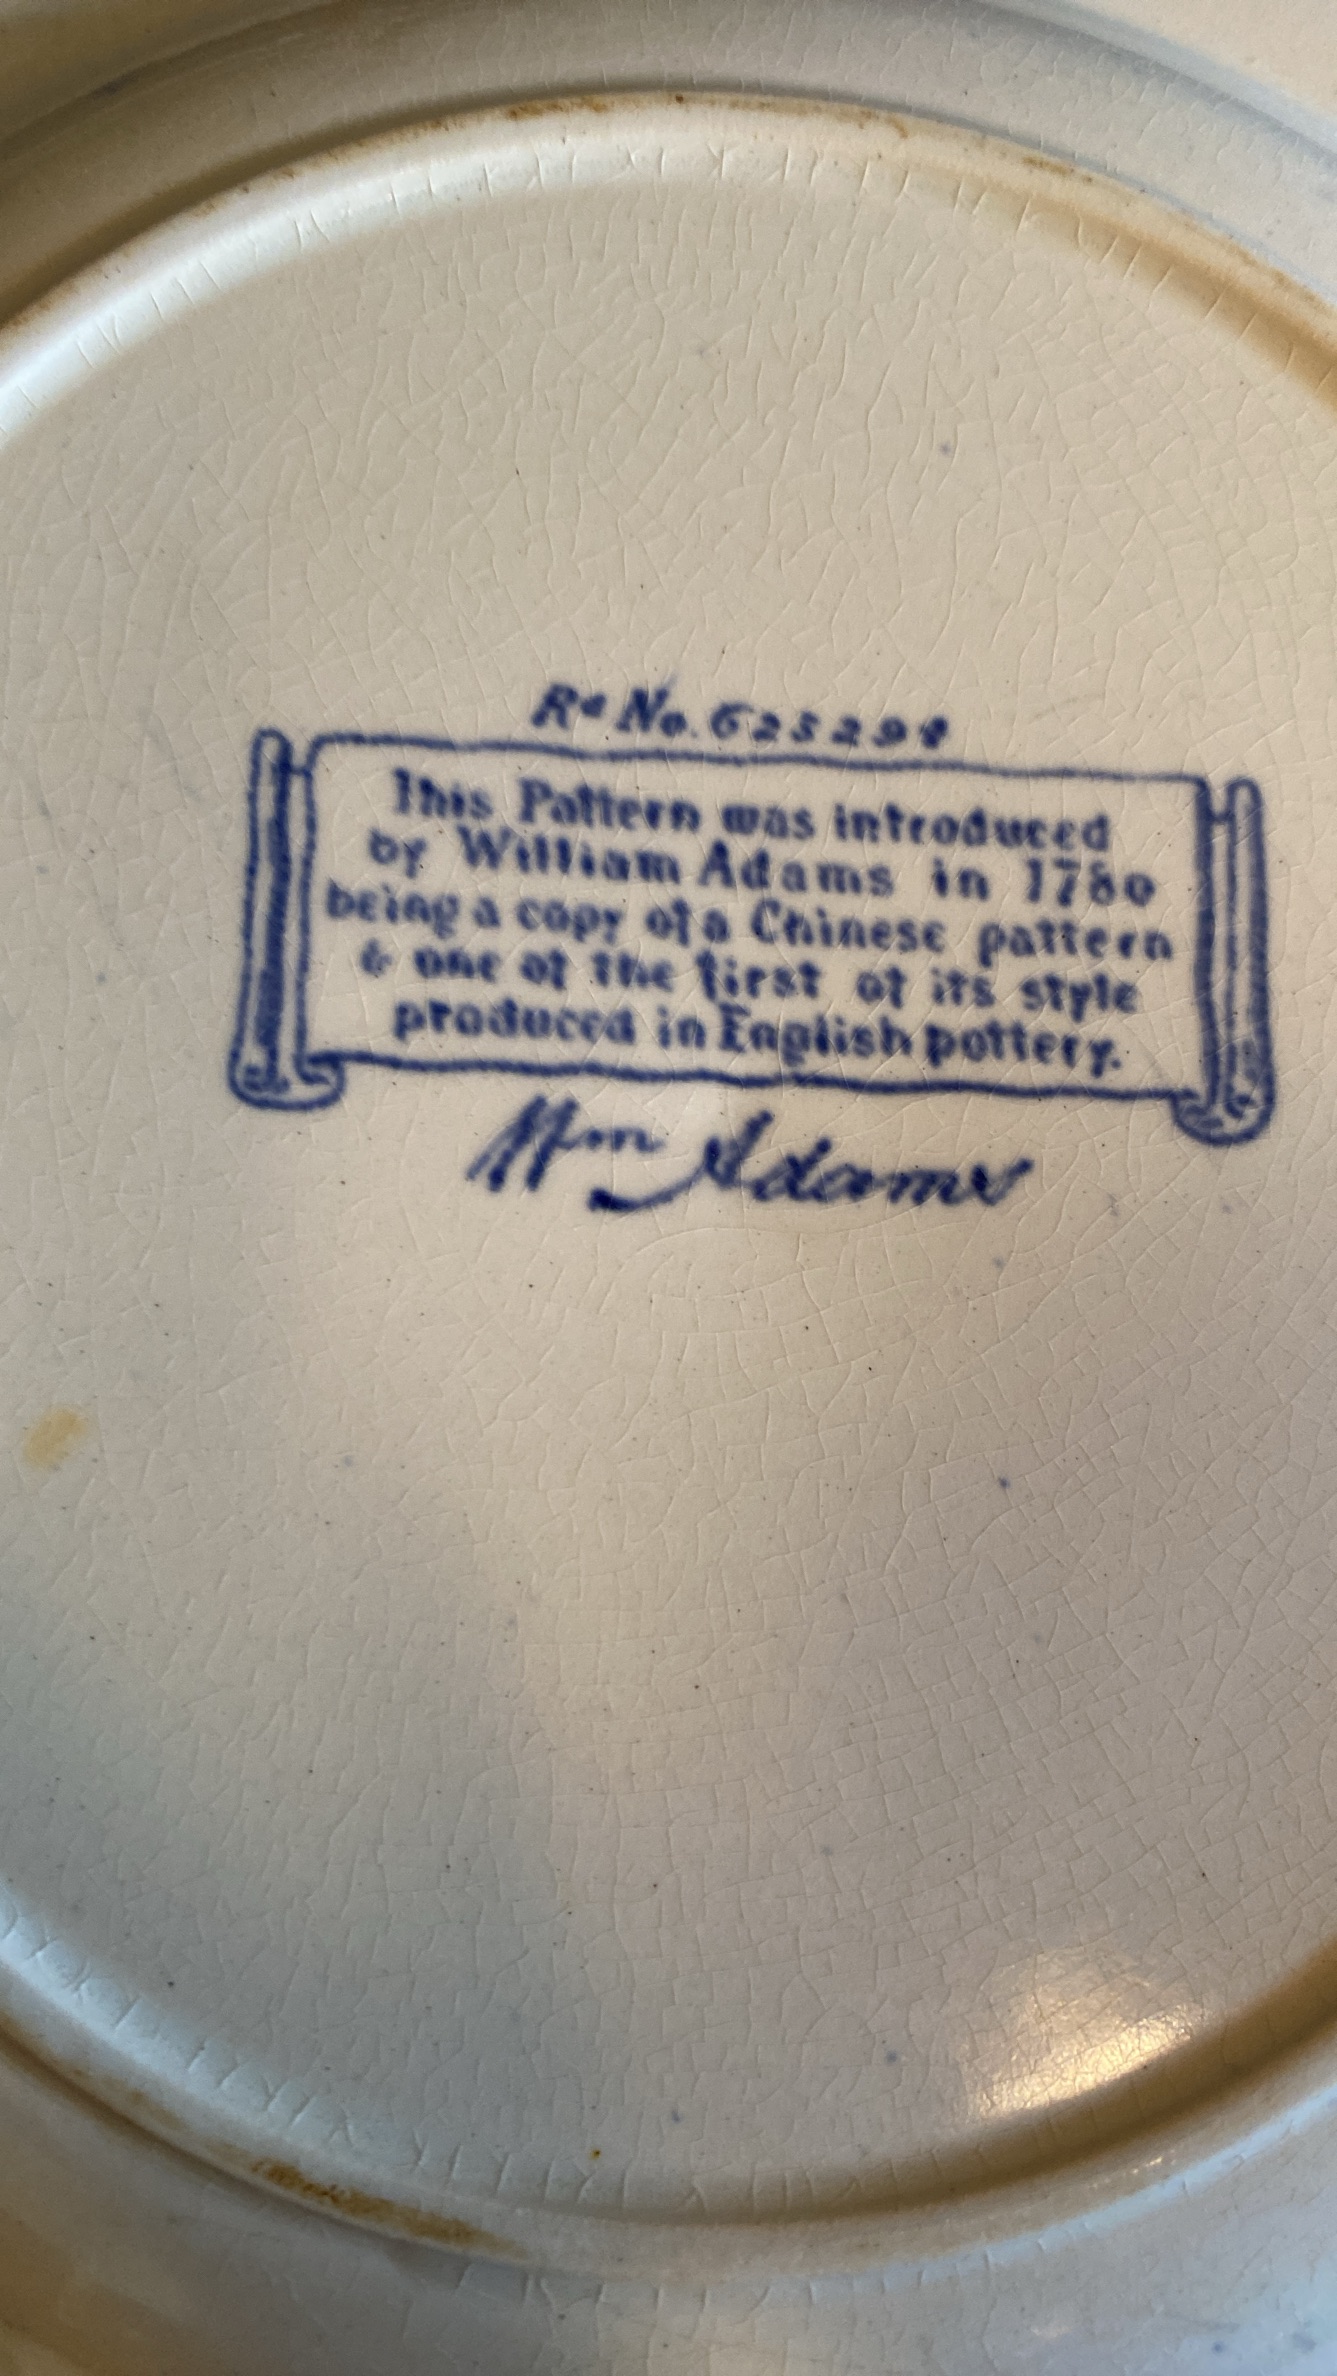 Rd No. 623294
This Pattern was introduced
by William Adams in 1780
being a copy of a Chinese pattern
& one of the first of its style
produced in English pottery.
Wm Adams